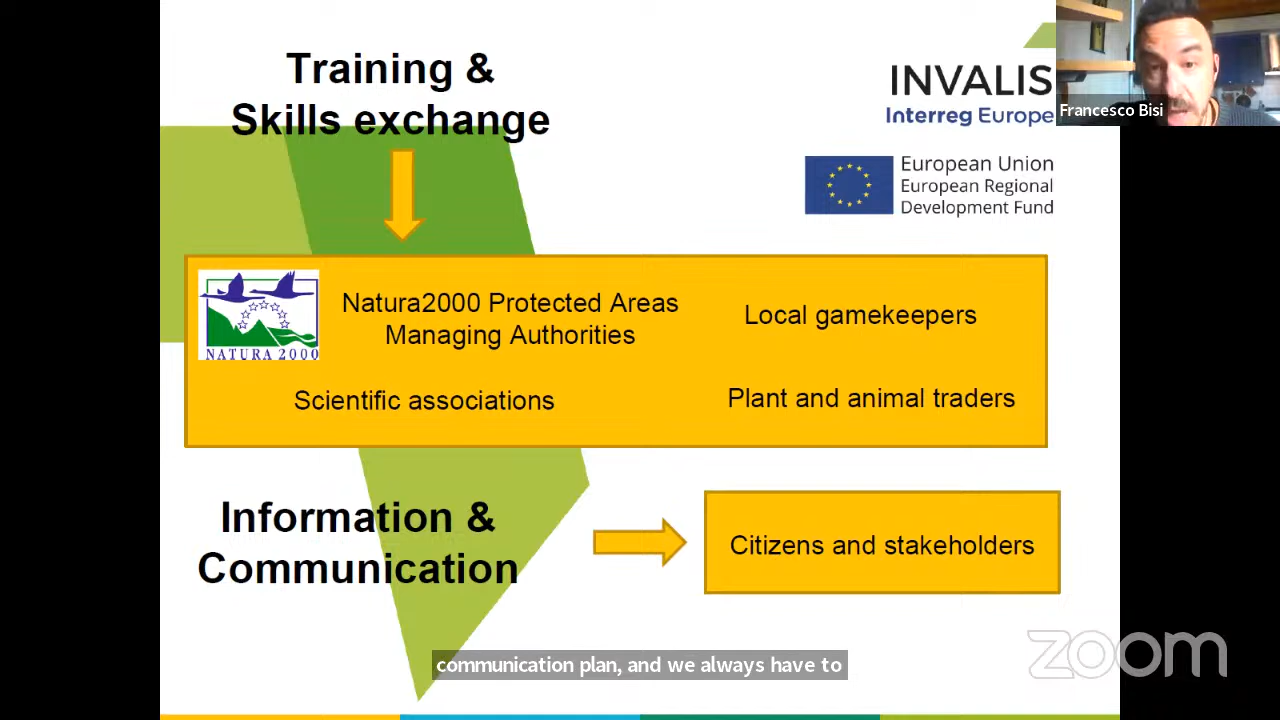 Training &
Skills exchange
INVALIS
Interreg Europe
Francesco Bisi
European Union
European Regional
Development Fund
NATURA 2000
Natura2000 Protected Areas
Managing Authorities
Local gamekeepers
Scientific associations
Plant and animal traders
Information &
Communication
Citizens and stakeholders
communication plan, and we always have to
zoom